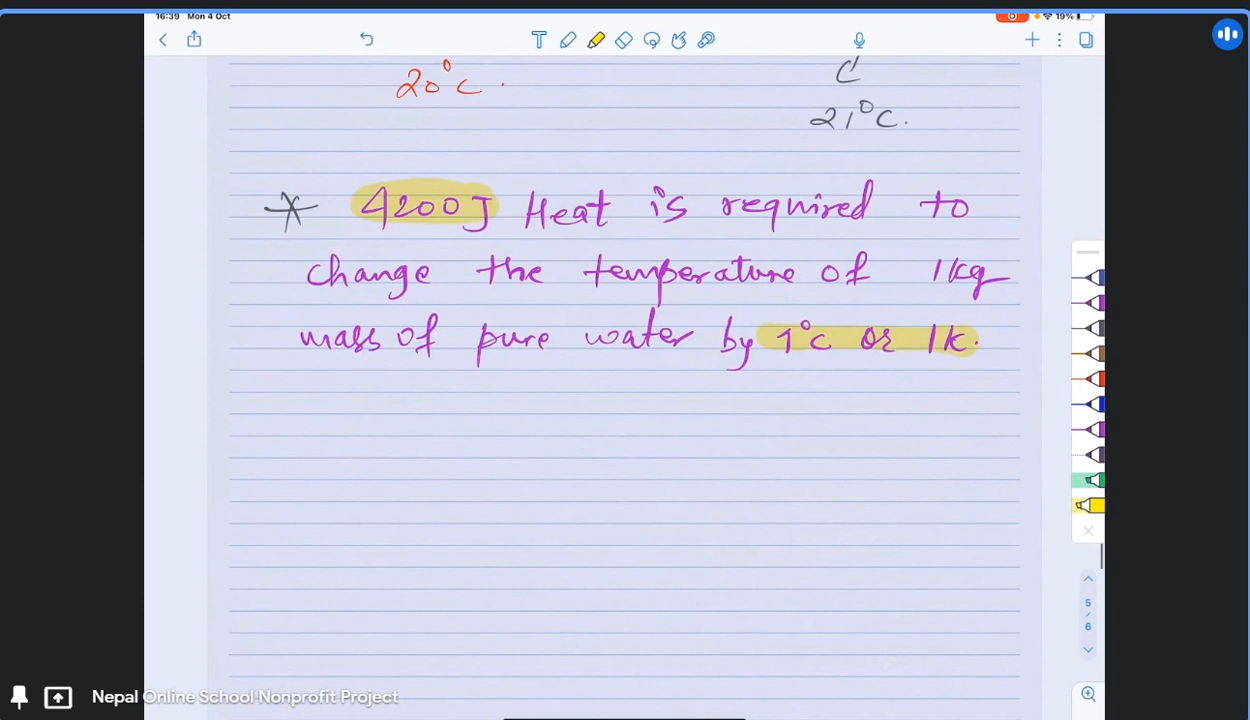 16:39 Mon 4 Oct
19%
20°C.
21°C.
* 4200J Heat is required to
change the temperature of 1kg
mass of pure water by 1°C or 1k.
5
/
6
Nepal Online School Nonprofit Project